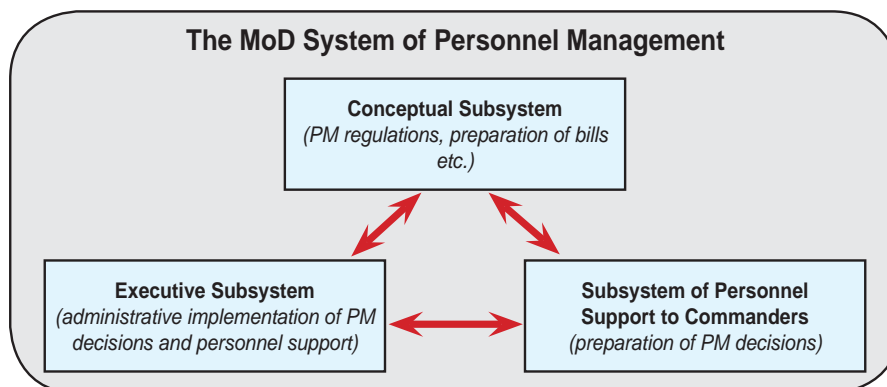 The MoD System of Personnel Management
Conceptual Subsystem
(PM regulations, preparation of bills
etc.)
Executive Subsystem
(administrative implementation of PM
decisions and personnel support)
Subsystem of Personnel
Support to Commanders
(preparation of PM decisions)